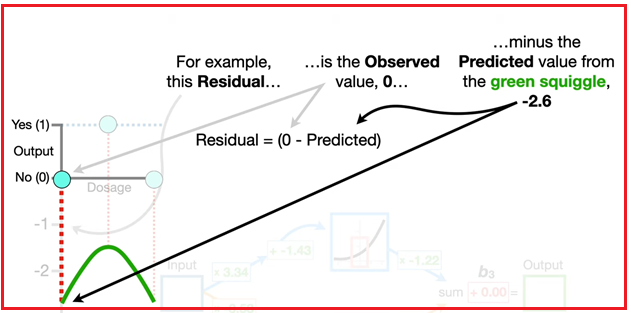 …minus the
For example,
…is the Observed
Predicted value from
this Residual…
value, 0…
the green squiggle,
-2.6
Yes (1)
Residual = (0 - Predicted)
Output
No (0)
Dosage
-1
-2
Input
x 3.34
+ -1.43
x -1.22
b3
Output
sum + 0.00 =